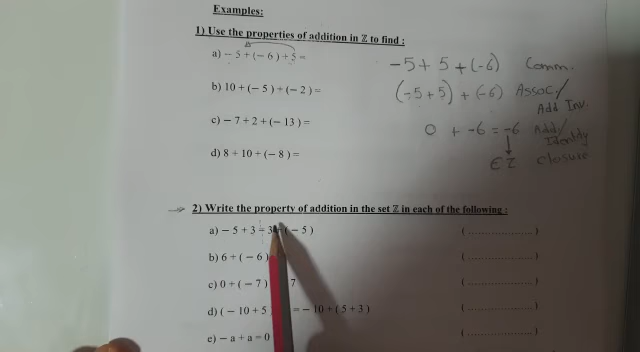 Examples:
1) Use the properties of addition in ℤ to find :
a) − 5 + (− 6) + 5 =
− 5 + 5 + (−6) Comm.
b) 10 + (− 5) + (− 2) =
(−5 + 5) + (−6) Assoc/
Add Inv.
c) − 7 + 2 + (− 13) =
0 + −6 = −6 Add/
Identity
d) 8 + 10 + (− 8) =
∈ ℤ closure
2) Write the property of addition in the set ℤ in each of the following :
a) − 5 + 3 = 3 + (− 5) ( .................... )
b) 6 + (− 6) ( .................... )
c) 0 + (− 7) 7 ( .................... )
d) (− 10 + 5 = − 10 + (5 + 3) ( .................... )
e) − a + a = 0 ( .................... )